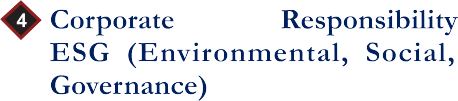 4 Corporate Responsibility
ESG (Environmental, Social,
Governance)